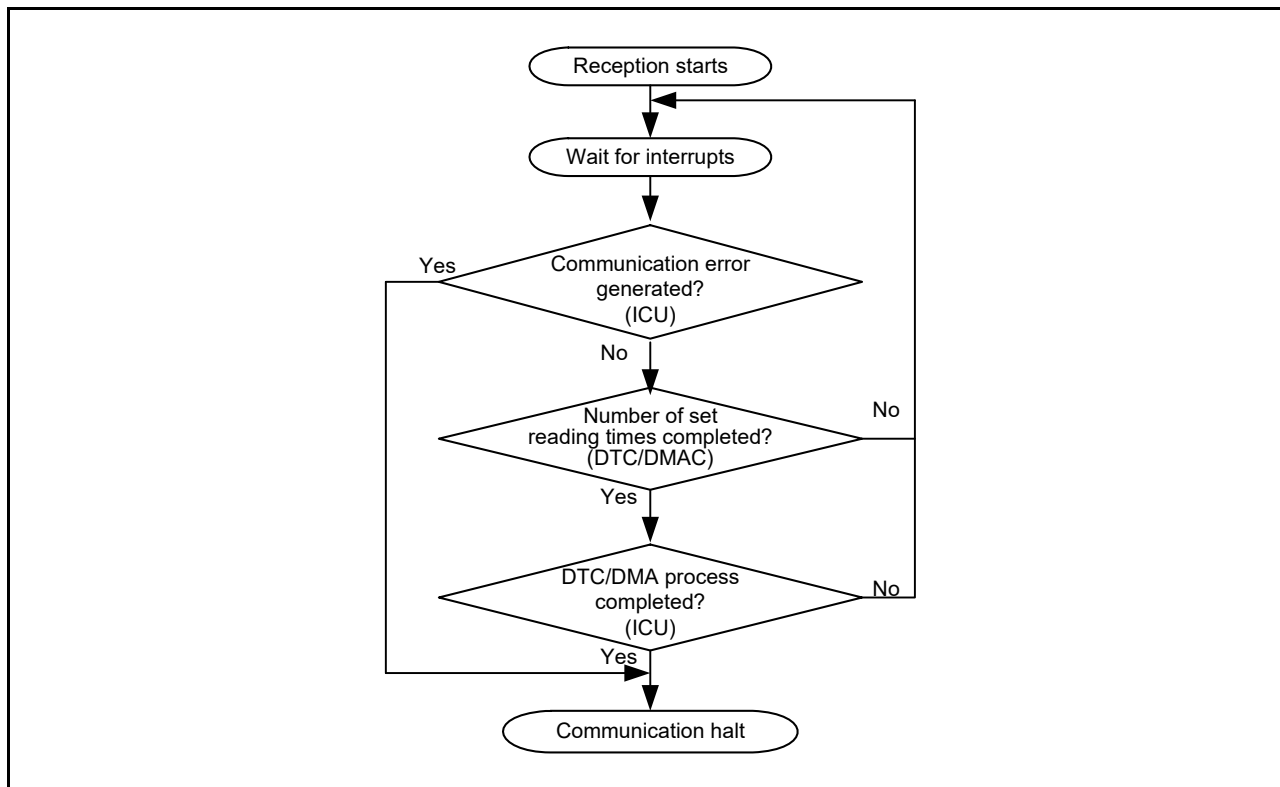 Reception starts
Wait for interrupts
Yes
Communication error
generated?
(ICU)
No
Number of set
reading times completed?
(DTC/DMAC)
No
Yes
DTC/DMA process
completed?
(ICU)
No
Yes
Communication halt